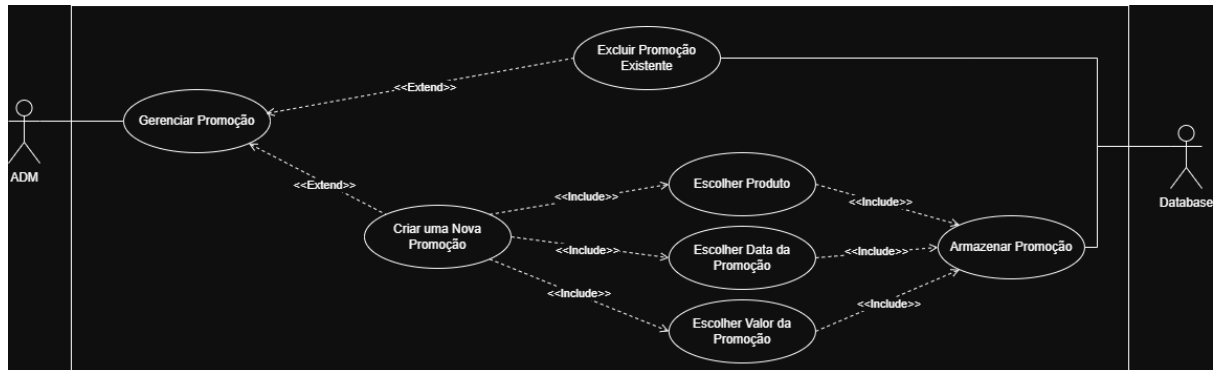 Excluir Promoção
Existente
<<Extend>>
Gerenciar Promoção
ADM
<<Extend>>
Criar uma Nova
Promoção
<<Include>>
Escolher Produto
<<Include>>
<<Include>>
Escolher Data da
Promoção
<<Include>>
<<Include>>
Escolher Valor da
Promoção
<<Include>>
Armazenar Promoção
Database